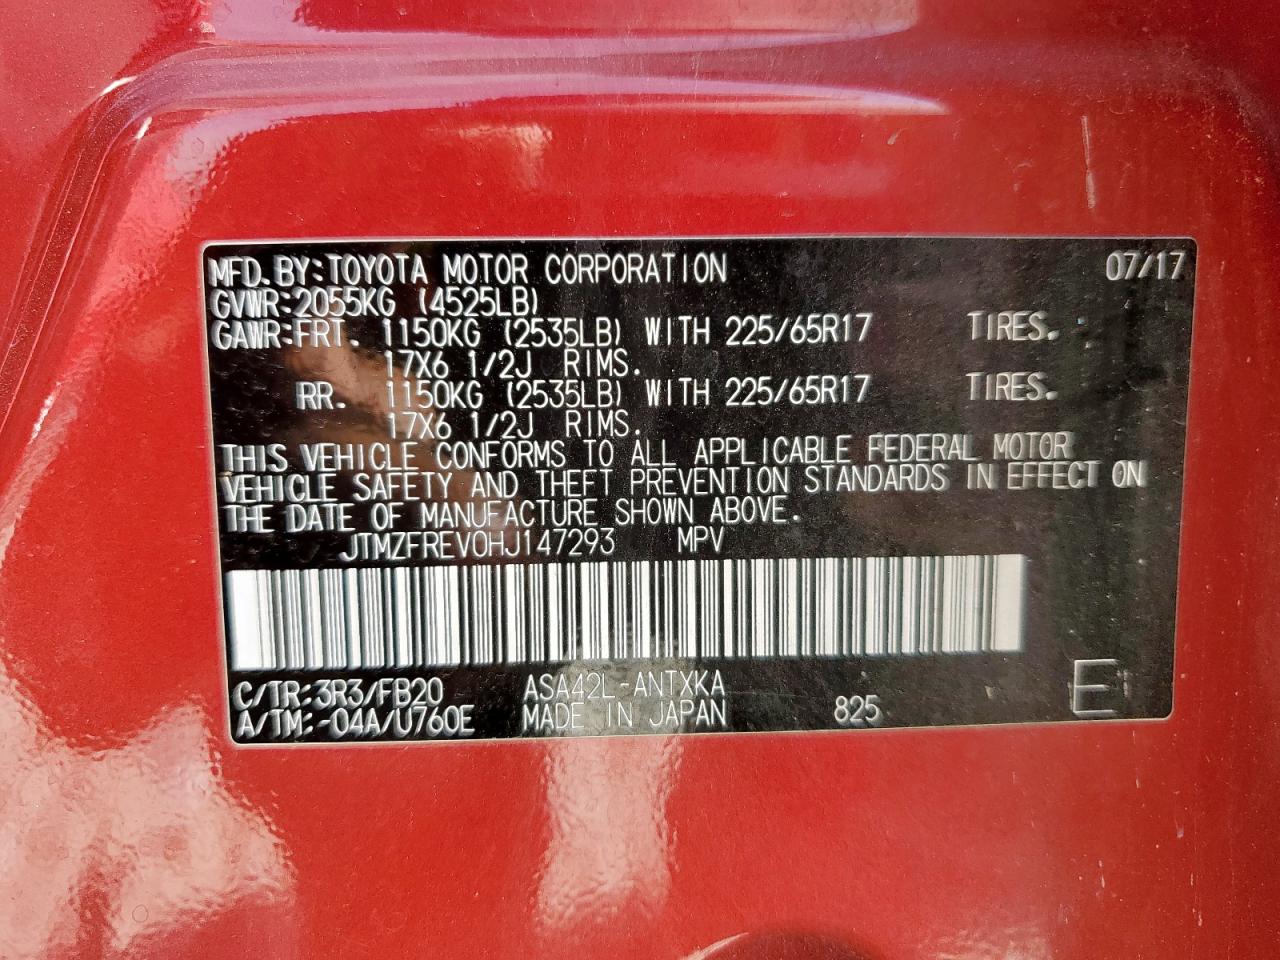 MFD. BY:TOYOTA MOTOR CORPORATION 07/17
GVWR:2055KG (4525LB)
GAWR:FRT. 1150KG (2535LB) WITH 225/65R17 TIRES.
17X6 1/2J RIMS.
RR. 1150KG (2535LB) WITH 225/65R17 TIRES.
17X6 1/2J RIMS.
THIS VEHICLE CONFORMS TO ALL APPLICABLE FEDERAL MOTOR
VEHICLE SAFETY AND THEFT PREVENTION STANDARDS IN EFFECT ON
THE DATE OF MANUFACTURE SHOWN ABOVE.
JTMZFREV0HJ147293 MPV
C/TR:3R3/FB20 ASA42L-ANTXKA
A/TM:-04A/U760E MADE IN JAPAN 825 E